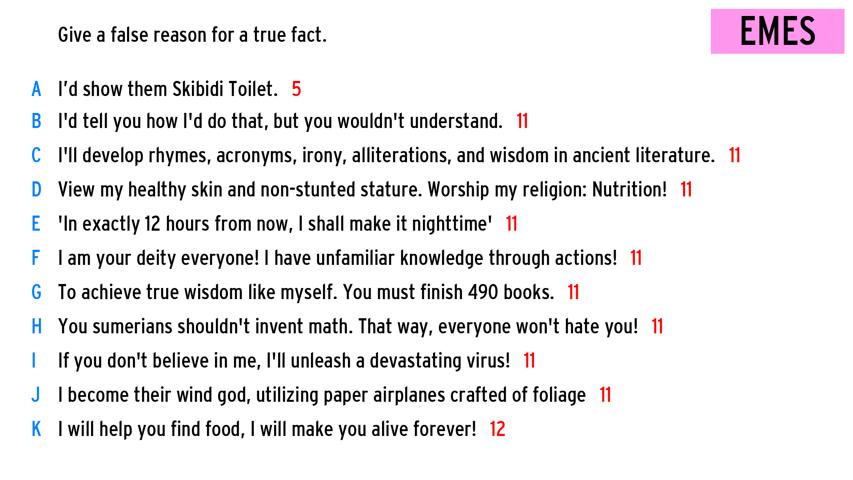 Give a false reason for a true fact.
EMES
A I'd show them Skibidi Toilet. 5
B I'd tell you how I'd do that, but you wouldn't understand. 11
C I'll develop rhymes, acronyms, irony, alliterations, and wisdom in ancient literature. 11
D View my healthy skin and non-stunted stature. Worship my religion: Nutrition! 11
E 'In exactly 12 hours from now, I shall make it nighttime' 11
F I am your deity everyone! I have unfamiliar knowledge through actions! 11
G To achieve true wisdom like myself. You must finish 490 books. 11
H You sumerians shouldn't invent math. That way, everyone won't hate you! 11
I If you don't believe in me, I'll unleash a devastating virus! 11
J I become their wind god, utilizing paper airplanes crafted of foliage 11
K I will help you find food, I will make you alive forever! 12